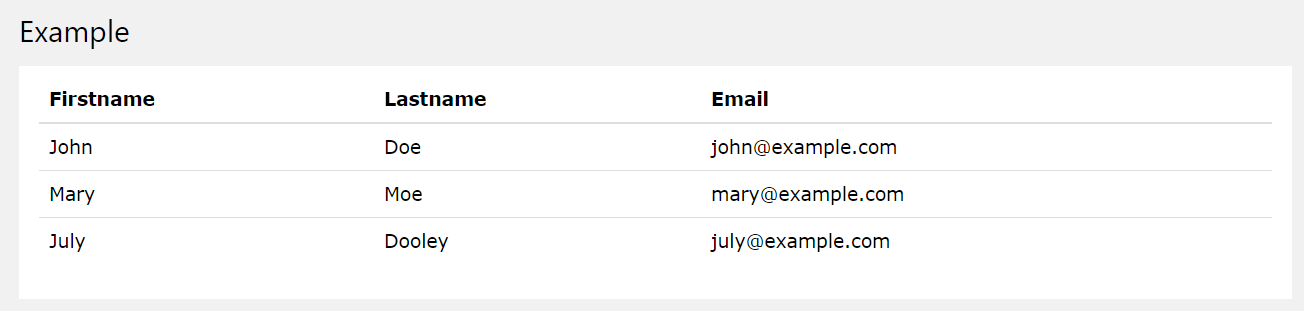 Example
Firstname Lastname Email
John Doe john@example.com
Mary Moe mary@example.com
July Dooley july@example.com